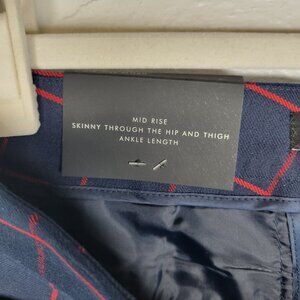 MID RISE
SKINNY THROUGH THE HIP AND THIGH
ANKLE LENGTH